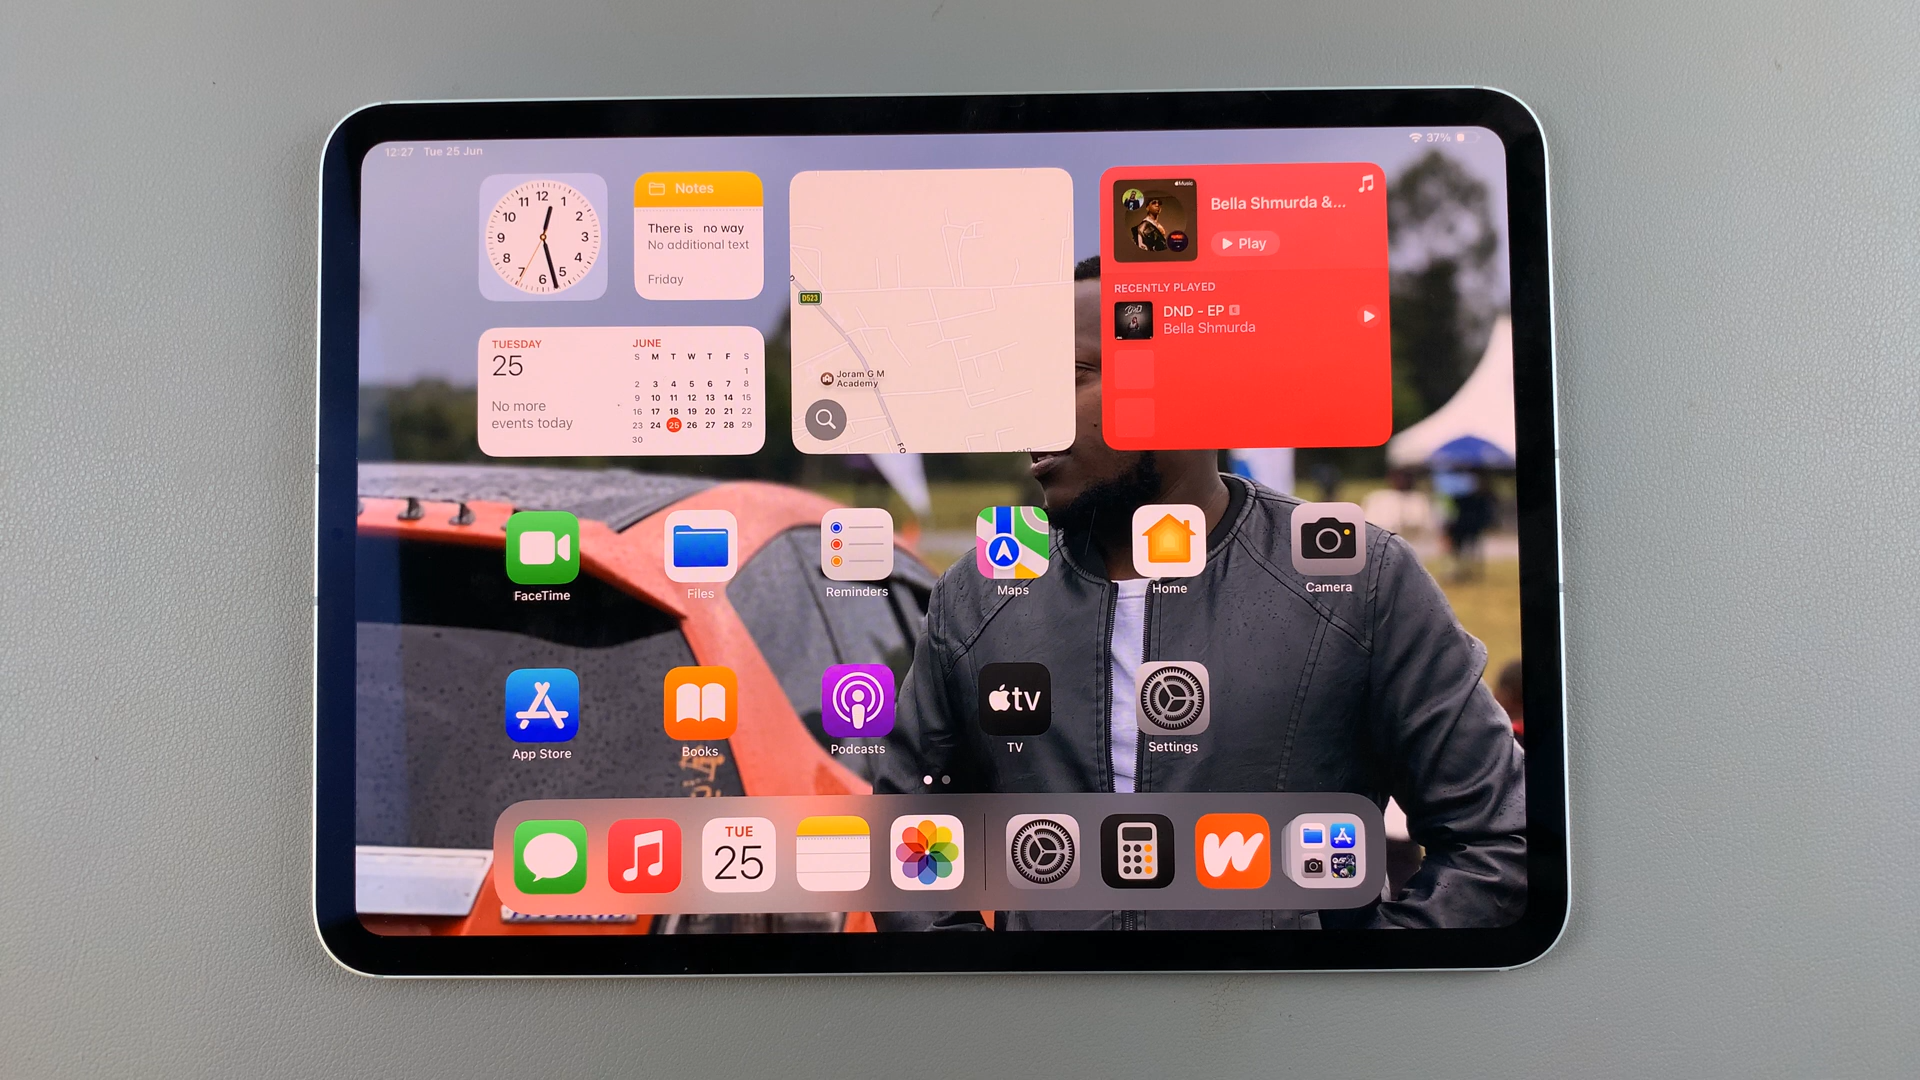 12:27 Tue 25 Jun
37%
12
1
2
3
4
5
6
7
8
9
10
11
Notes
There is no way
No additional text
Friday
D523
Joram G M
Academy
Music
Bella Shmurda &...
Play
RECENTLY PLAYED
DND - EP E
Bella Shmurda
TUESDAY
25
No more
events today
JUNE
S M T W T F S
1
2 3 4 5 6 7 8
9 10 11 12 13 14 15
16 17 18 19 20 21 22
23 24 25 26 27 28 29
30
FaceTime
Files
Reminders
Maps
Home
Camera
tv
App Store
Books
Podcasts
TV
Settings
TUE
25